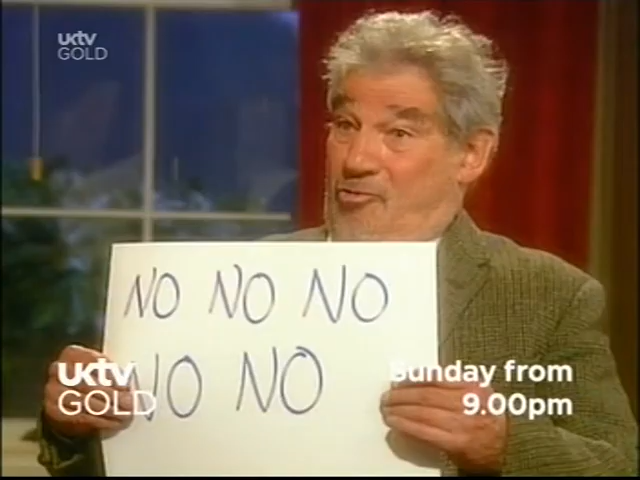 uktv
GOLD
NO NO NO
NO NO
uktv
GOLD
Sunday from
9.00pm